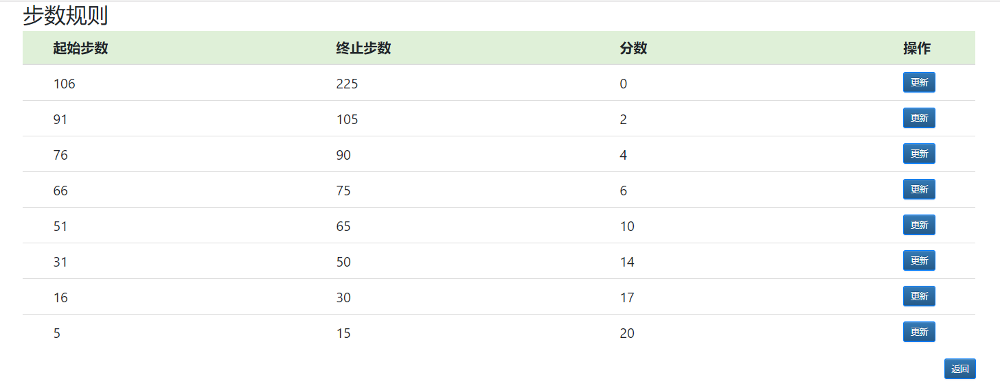 步数规则
起始步数 终止步数 分数 操作
106 225 0 更新
91 105 2 更新
76 90 4 更新
66 75 6 更新
51 65 10 更新
31 50 14 更新
16 30 17 更新
5 15 20 更新
返回